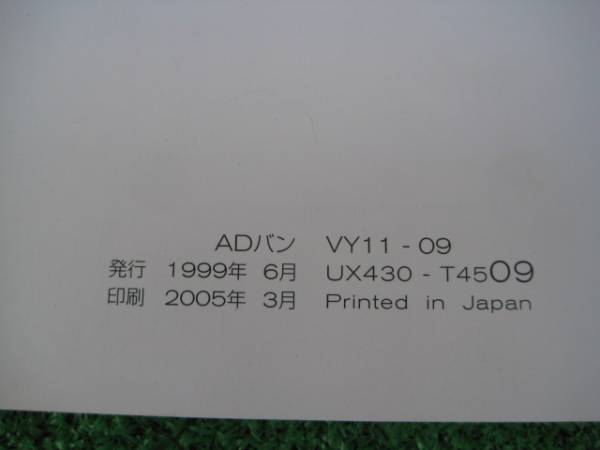 ADバン VY11 - 09
発行 1999年 6月 UX430 - T4509
印刷 2005年 3月 Printed in Japan